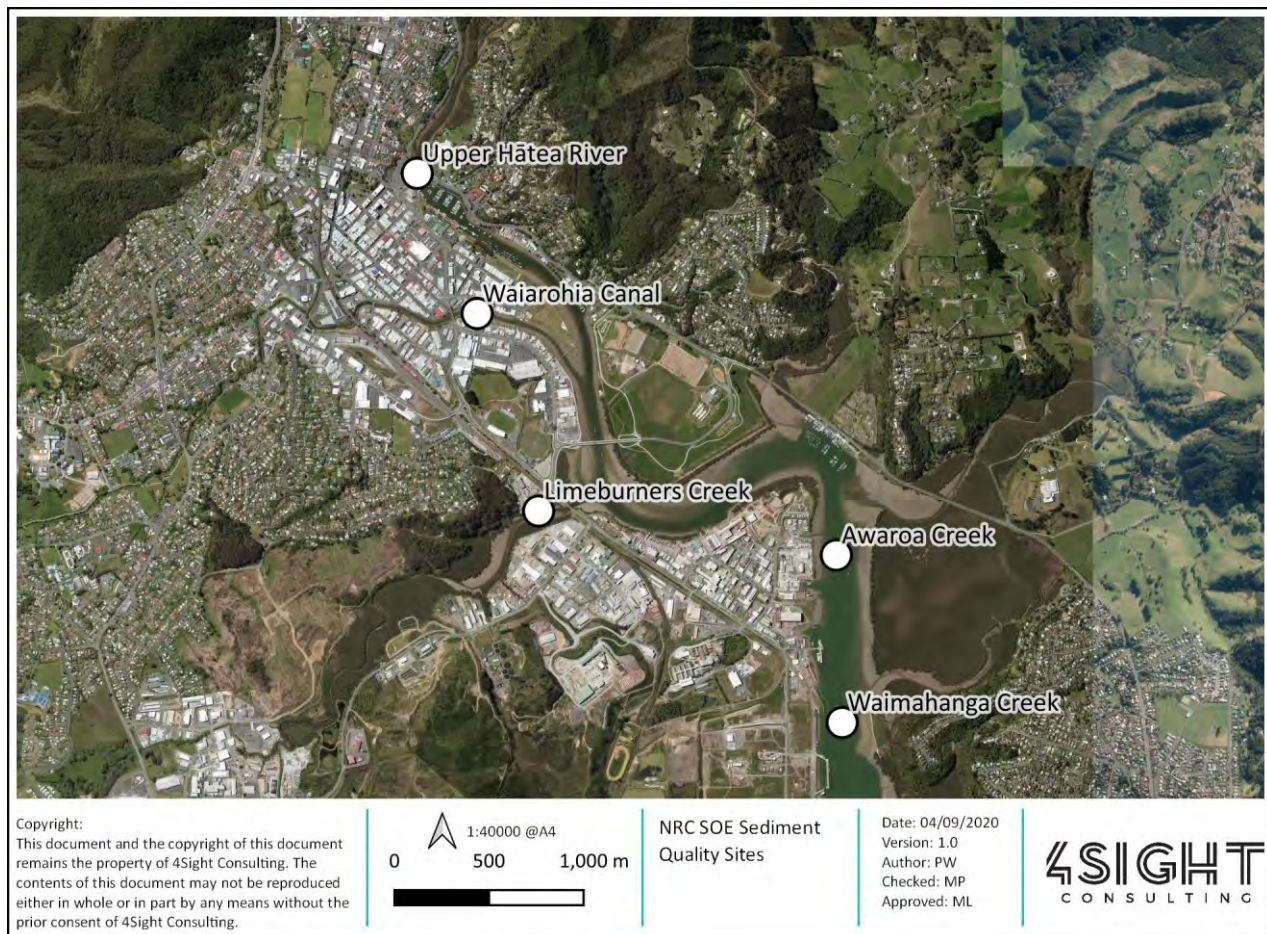 Upper Hātea River
Waiarohia Canal
Limeburners Creek
Awaroa Creek
Waimahanga Creek
Copyright:
This document and the copyright of this document
remains the property of 4Sight Consulting. The
contents of this document may not be reproduced
either in whole or in part by any means without the
prior consent of 4Sight Consulting.
1:40000 @A4
0 500 1,000 m
NRC SOE Sediment
Quality Sites
Date: 04/09/2020
Version: 1.0
Author: PW
Checked: MP
Approved: ML
4SIGHT
CONSULTING